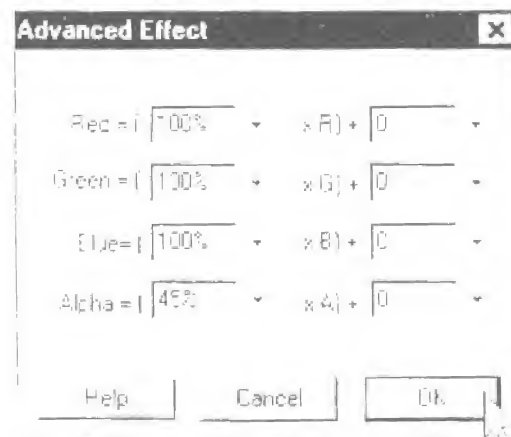 Advanced Effect
Red = ( 100% x R) + 0
Green = ( 100% x G) + 0
Blue= ( 100% x B) + 0
Alpha = ( 45% x A) + 0
Help Cancel OK